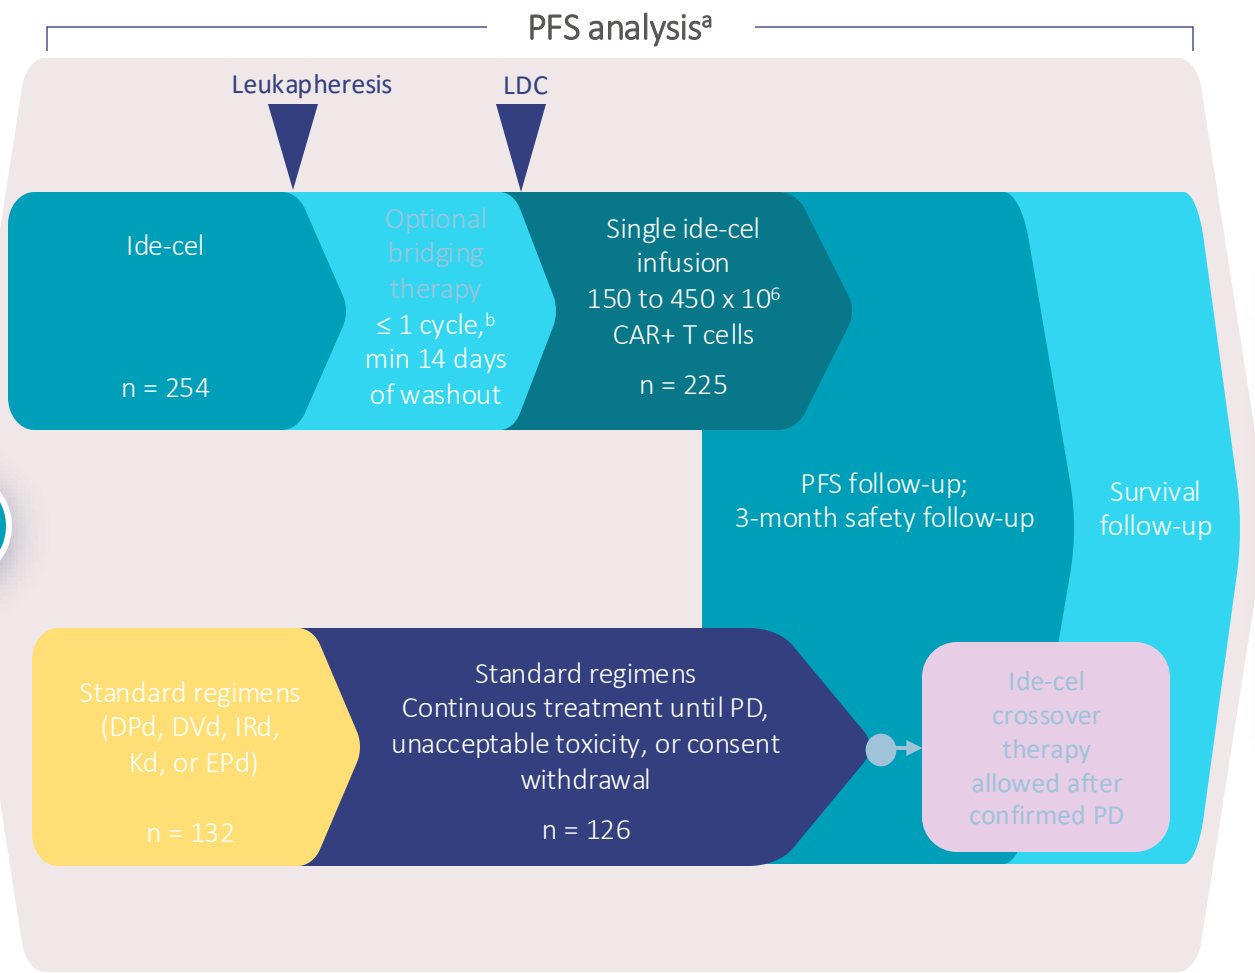 PFS analysisᵃ
Leukapheresis
LDC
Ide-cel
n = 254
Optional
bridging
therapy
≤ 1 cycle,ᵇ
min 14 days
of washout
Single ide-cel
infusion
150 to 450 x 10⁶
CAR+ T cells
n = 225
PFS follow-up;
3-month safety follow-up
Survival
follow-up
Standard regimens
(DPd, DVd, IRd,
Kd, or EPd)
n = 132
Standard regimens
Continuous treatment until PD,
unacceptable toxicity, or consent
withdrawal
n = 126
Ide-cel
crossover
therapy
allowed after
confirmed PD